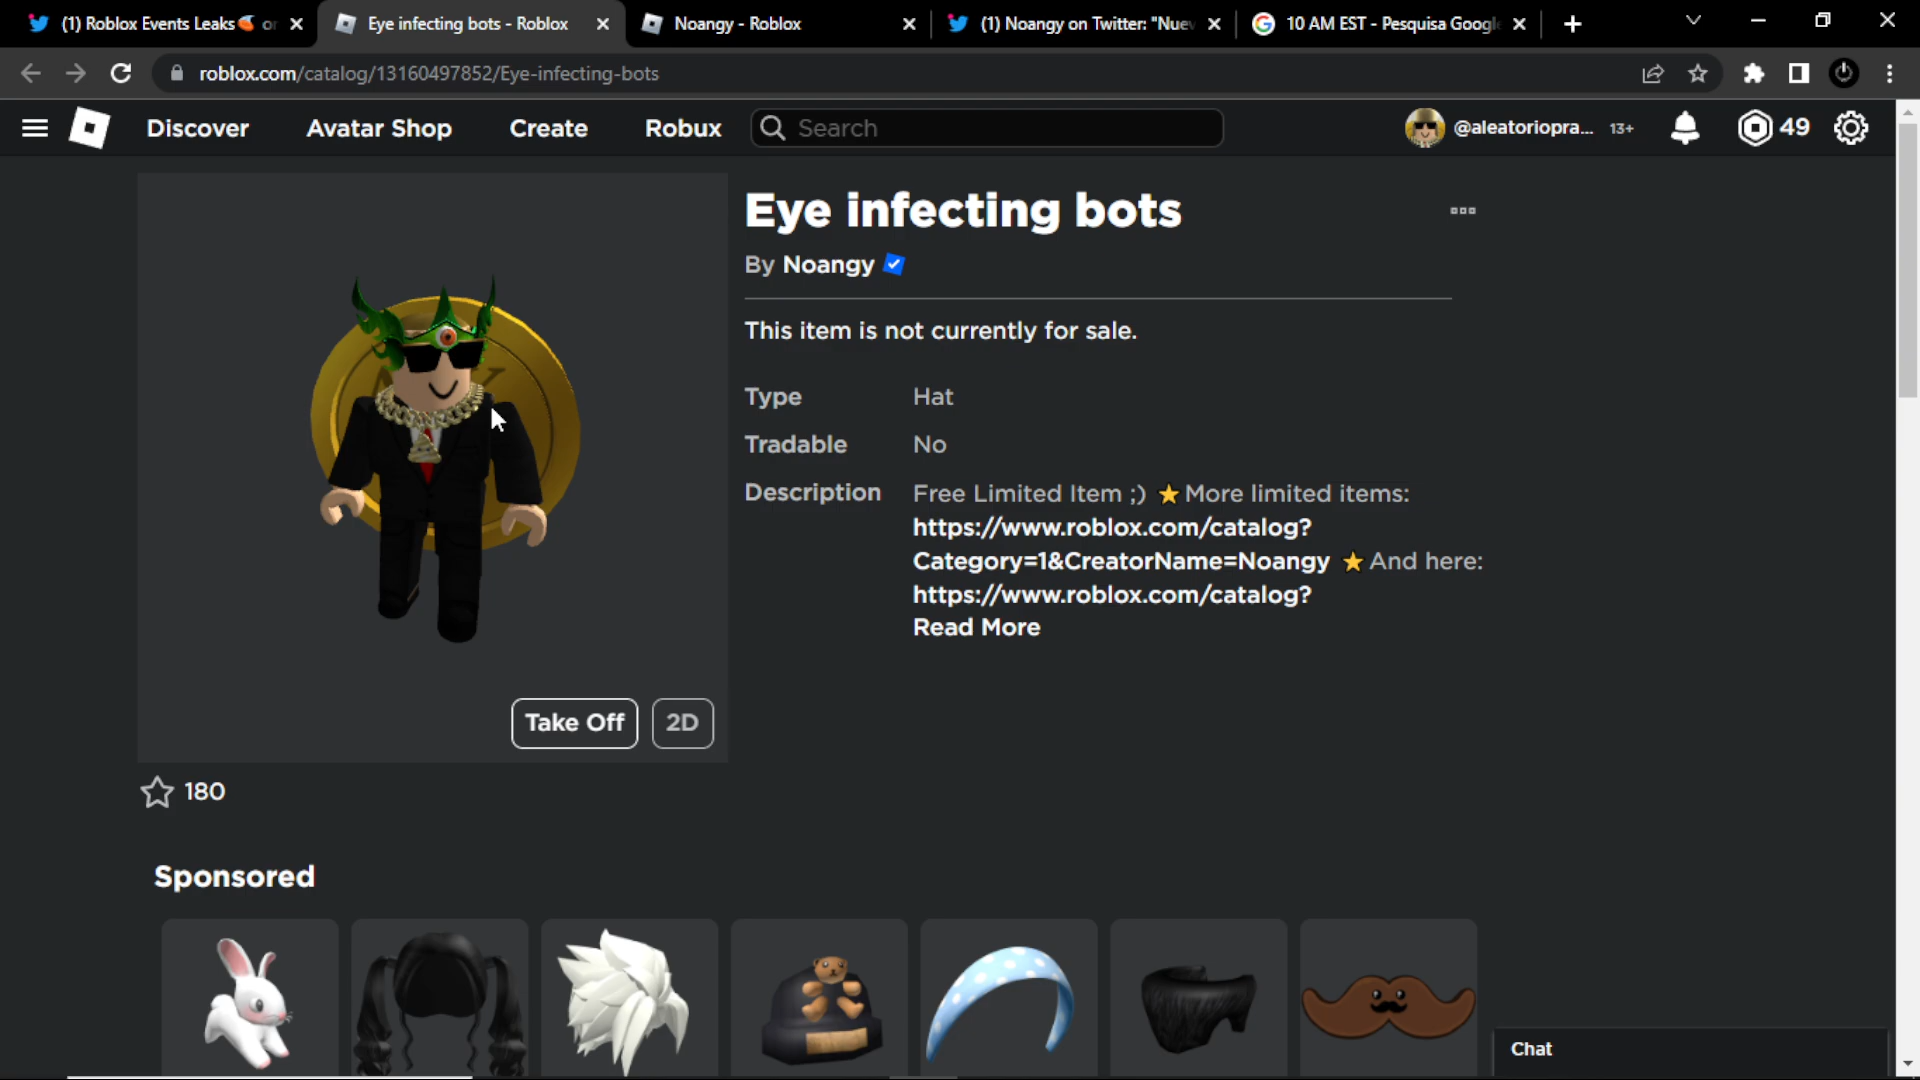 (1) Roblox Events Leaks
Eye infecting bots - Roblox
Noangy - Roblox
(1) Noangy on Twitter: "Nuev
10 AM EST - Pesquisa Google
roblox.com/catalog/13160497852/Eye-infecting-bots
Discover
Avatar Shop
Create
Robux
Search
@aleatoriopra... 13+
49
Eye infecting bots
By Noangy
This item is not currently for sale.
Type Hat
Tradable No
Description Free Limited Item ;) ⭐More limited items:
https://www.roblox.com/catalog?
Category=1&CreatorName=Noangy ⭐And here:
https://www.roblox.com/catalog?
Read More
Take Off
2D
180
Sponsored
Chat